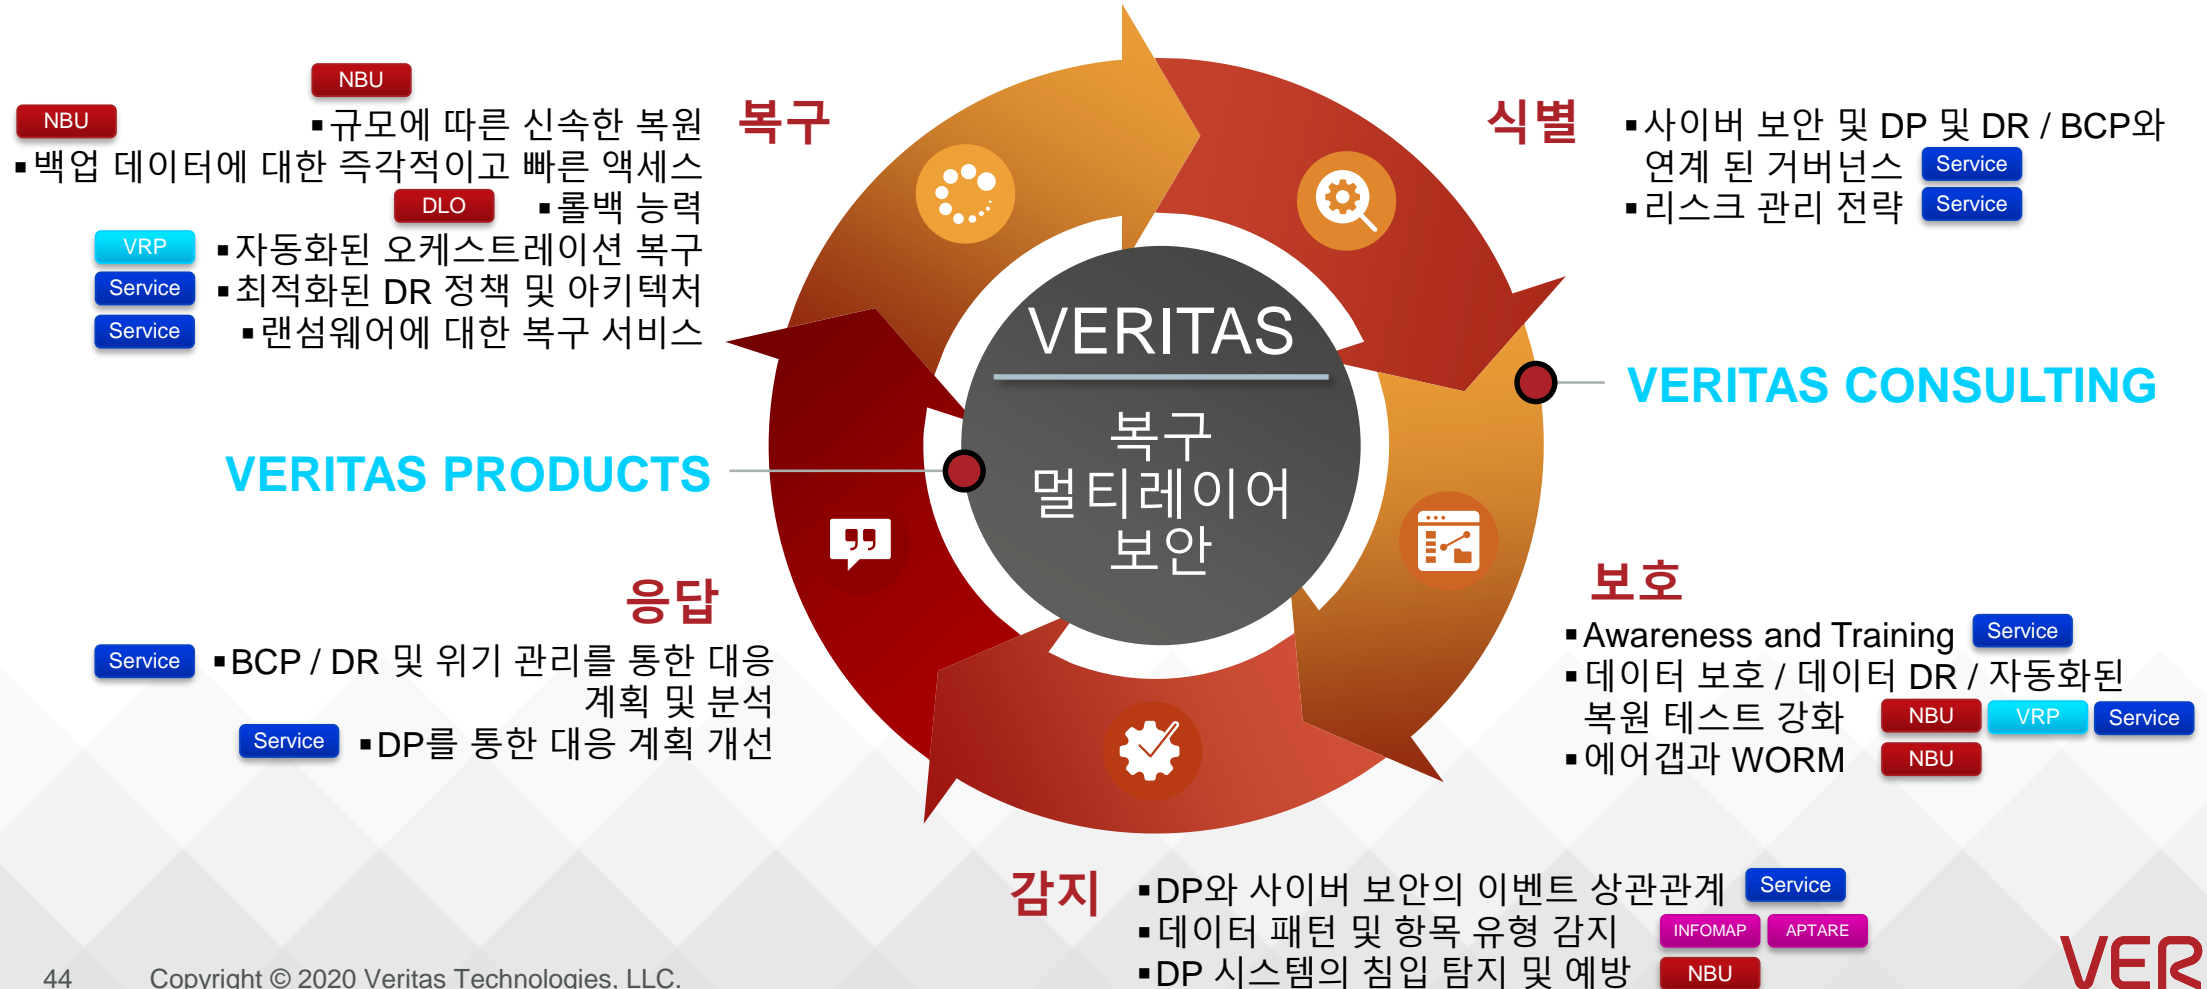 NBU
복구
NBU
▪규모에 따른 신속한 복원
▪백업 데이터에 대한 즉각적이고 빠른 액세스
DLO ▪롤백 능력
VRP ▪자동화된 오케스트레이션 복구
Service ▪최적화된 DR 정책 및 아키텍처
Service ▪랜섬웨어에 대한 복구 서비스
식별
▪사이버 보안 및 DP 및 DR / BCP와
연계 된 거버넌스 Service
▪리스크 관리 전략 Service
VERITAS
복구
멀티레이어
보안
VERITAS CONSULTING
VERITAS PRODUCTS
보호
▪Awareness and Training Service
▪데이터 보호 / 데이터 DR / 자동화된
복원 테스트 강화 NBU VRP Service
▪에어갭과 WORM NBU
응답
Service ▪BCP / DR 및 위기 관리를 통한 대응
계획 및 분석
Service ▪DP를 통한 대응 계획 개선
감지
▪DP와 사이버 보안의 이벤트 상관관계 Service
▪데이터 패턴 및 항목 유형 감지 INFOMAP APTARE
▪DP 시스템의 침입 탐지 및 예방 NBU
44 Copyright © 2020 Veritas Technologies, LLC.
VER